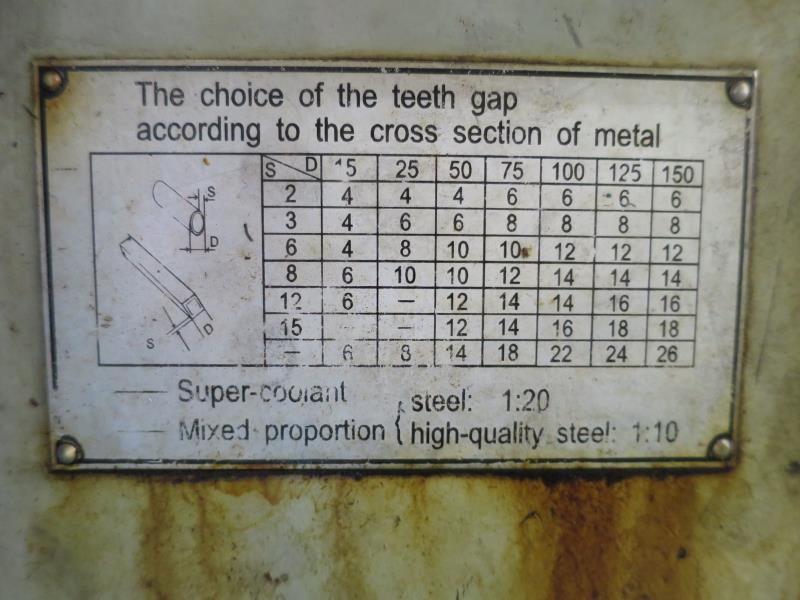 The choice of the teeth gap
according to the cross section of metal
S D 15 25 50 75 100 125 150
2 4 4 4 6 6 6 6
3 4 6 6 8 8 8 8
6 4 8 10 10 12 12 12
8 6 10 10 12 14 14 14
12 6 — 12 14 14 16 16
15 — 12 14 16 18 18
— 6 8 14 18 22 24 26
S
D
S
D
— Super-coolant steel: 1:20
— Mixed proportion { high-quality steel: 1:10